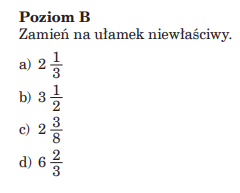 Poziom B
Zamień na ułamek niewłaściwy.
a) 2 1/3
b) 3 1/2
c) 2 3/8
d) 6 2/3